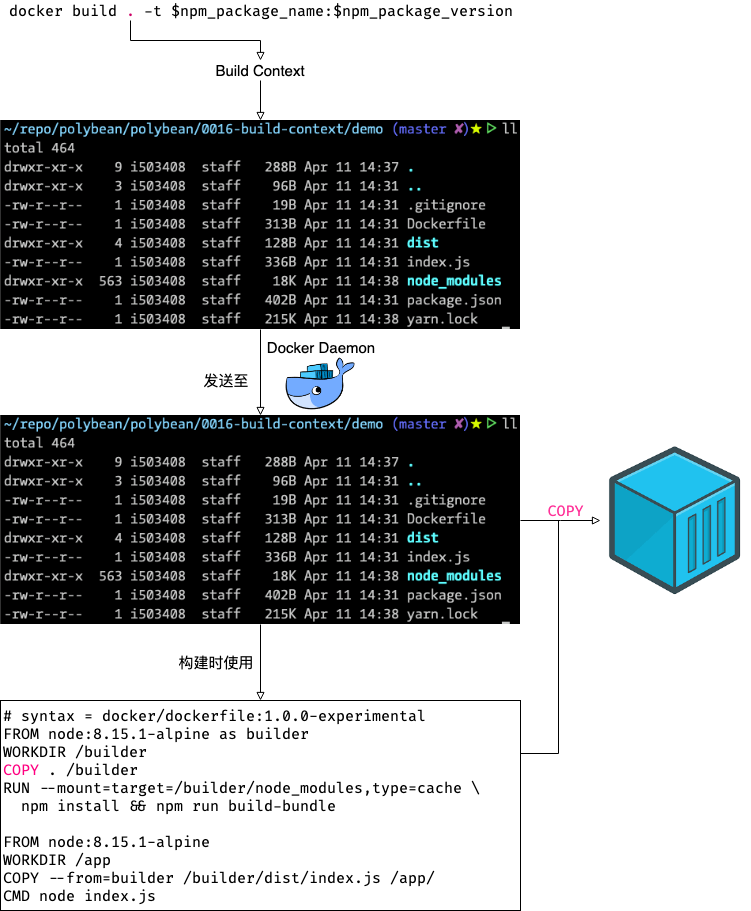 docker build . -t $npm_package_name:$npm_package_version
Build Context
~/repo/polybean/polybean/0016-build-context/demo (master ✘)★ ▷ ll
total 464
drwxr-xr-x    9 i503408  staff   288B Apr 11 14:37 .
drwxr-xr-x    3 i503408  staff    96B Apr 11 14:31 ..
-rw-r--r--    1 i503408  staff    19B Apr 11 14:31 .gitignore
-rw-r--r--    1 i503408  staff   313B Apr 11 14:31 Dockerfile
drwxr-xr-x    4 i503408  staff   128B Apr 11 14:31 dist
-rw-r--r--    1 i503408  staff   336B Apr 11 14:31 index.js
drwxr-xr-x  563 i503408  staff    18K Apr 11 14:38 node_modules
-rw-r--r--    1 i503408  staff   402B Apr 11 14:31 package.json
-rw-r--r--    1 i503408  staff   215K Apr 11 14:38 yarn.lock
Docker Daemon
发送至
~/repo/polybean/polybean/0016-build-context/demo (master ✘)★ ▷ ll
total 464
drwxr-xr-x    9 i503408  staff   288B Apr 11 14:37 .
drwxr-xr-x    3 i503408  staff    96B Apr 11 14:31 ..
-rw-r--r--    1 i503408  staff    19B Apr 11 14:31 .gitignore
-rw-r--r--    1 i503408  staff   313B Apr 11 14:31 Dockerfile
drwxr-xr-x    4 i503408  staff   128B Apr 11 14:31 dist
-rw-r--r--    1 i503408  staff   336B Apr 11 14:31 index.js
drwxr-xr-x  563 i503408  staff    18K Apr 11 14:38 node_modules
-rw-r--r--    1 i503408  staff   402B Apr 11 14:31 package.json
-rw-r--r--    1 i503408  staff   215K Apr 11 14:38 yarn.lock
COPY
构建时使用
# syntax = docker/dockerfile:1.0.0-experimental
FROM node:8.15.1-alpine as builder
WORKDIR /builder
COPY . /builder
RUN --mount=target=/builder/node_modules,type=cache \
  npm install && npm run build-bundle
FROM node:8.15.1-alpine
WORKDIR /app
COPY --from=builder /builder/dist/index.js /app/
CMD node index.js